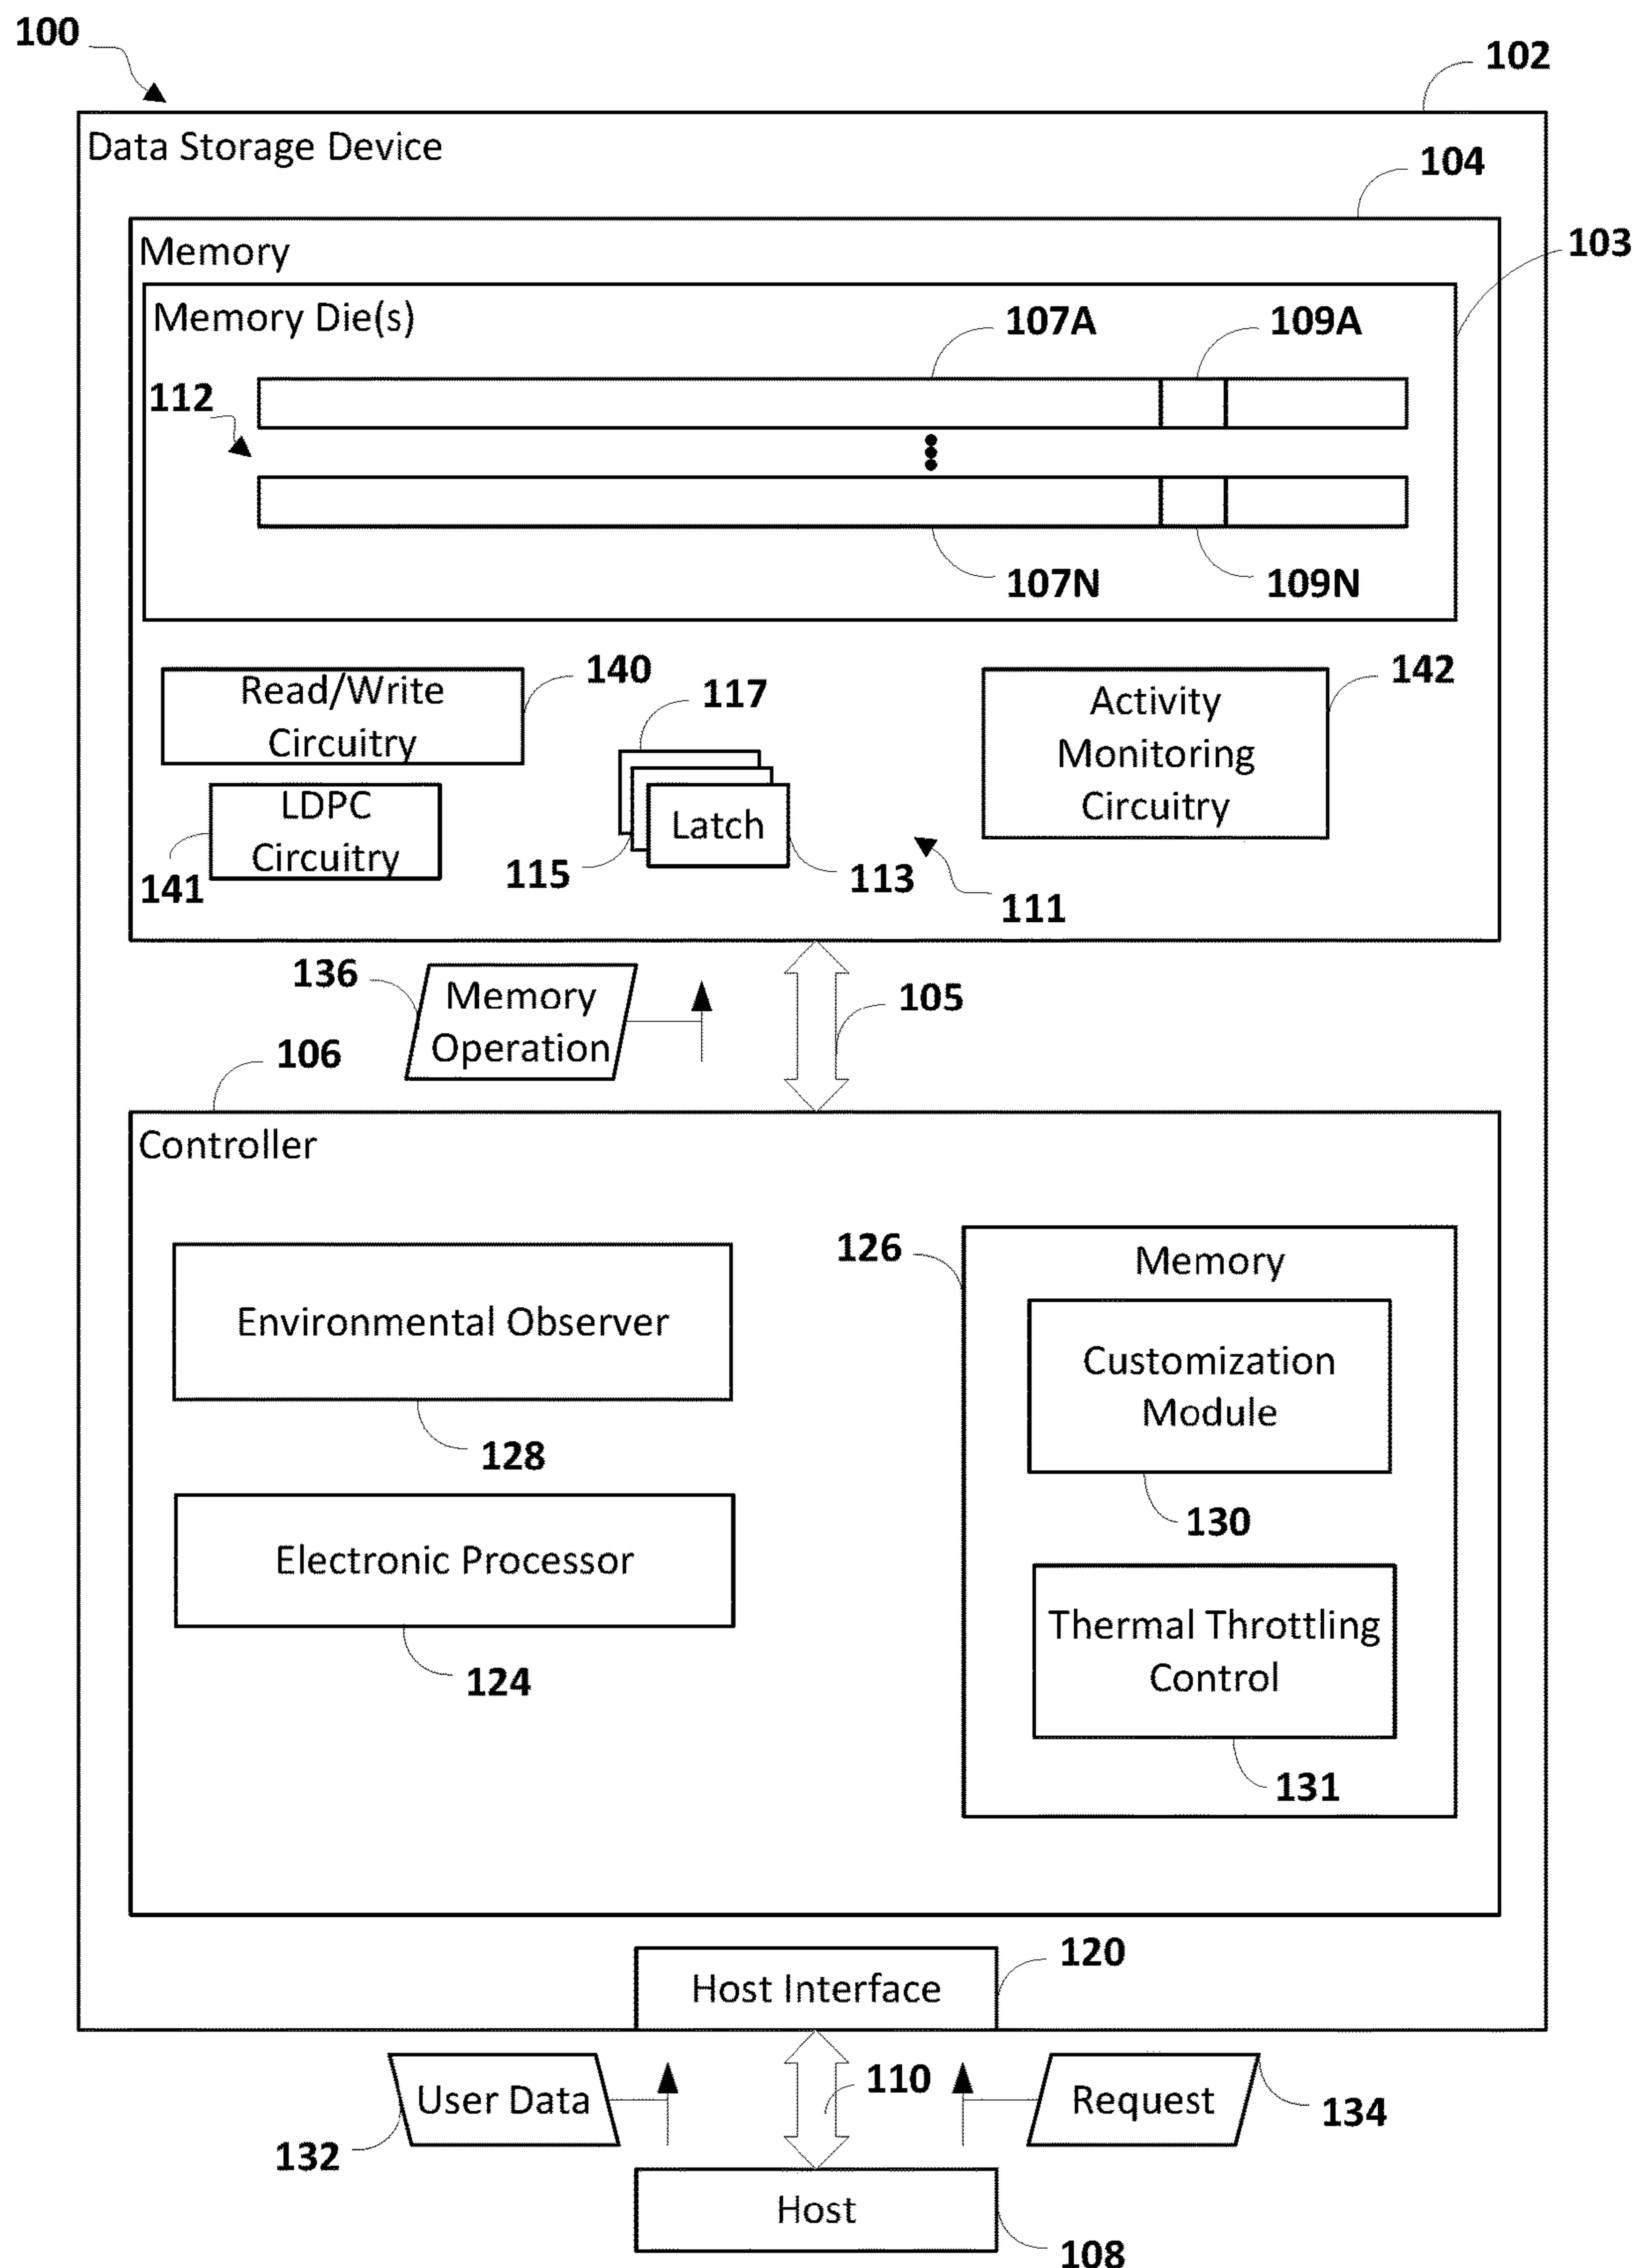 100
102
Data Storage Device
104
Memory
103
Memory Die(s)
107A
109A
112
107N
109N
140
117
142
Read/Write
Circuitry
Activity
Monitoring
Circuitry
LDPC
Circuitry
Latch
141
115
113
111
136
Memory
Operation
105
106
Controller
126
Memory
Environmental Observer
Customization
Module
128
130
Electronic Processor
Thermal Throttling
Control
124
131
120
Host Interface
User Data
110
Request
132
134
Host
108